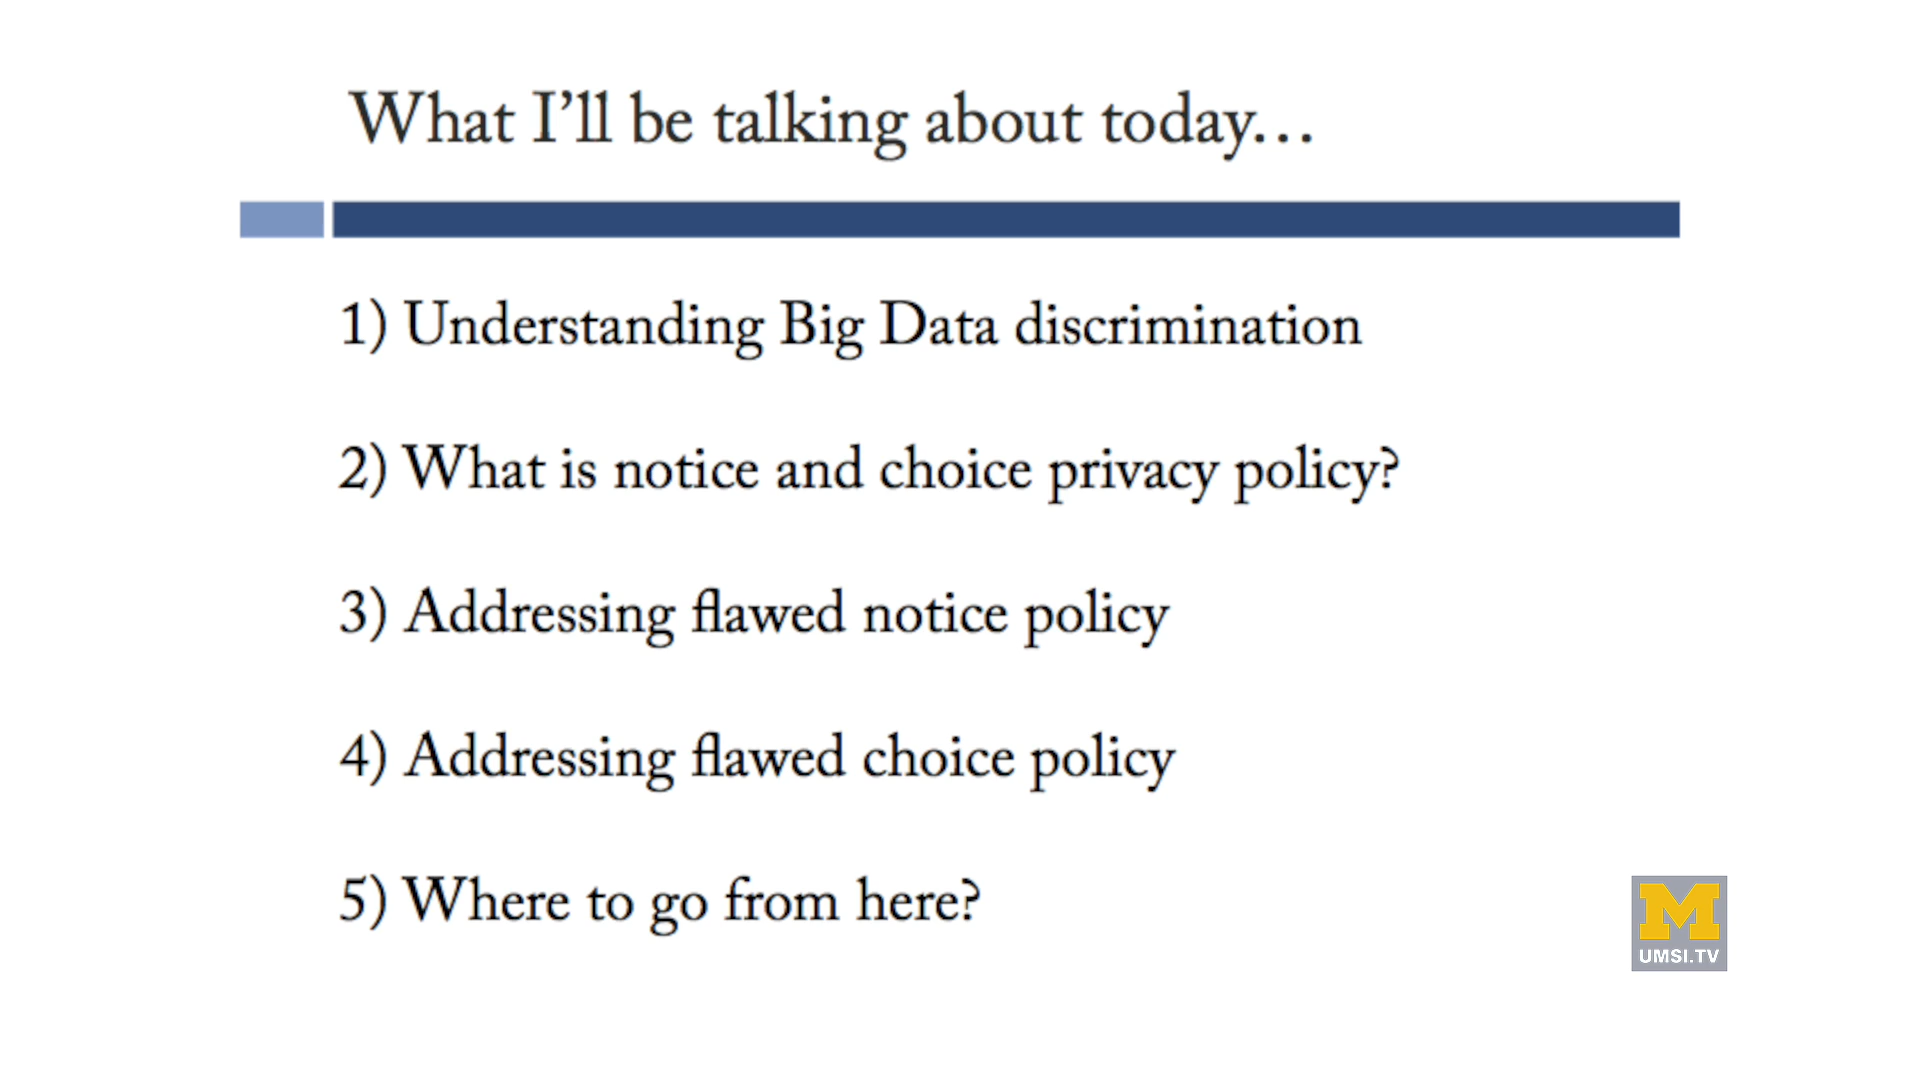 What I’ll be talking about today…
1) Understanding Big Data discrimination
2) What is notice and choice privacy policy?
3) Addressing flawed notice policy
4) Addressing flawed choice policy
5) Where to go from here?
M
UMSI.TV